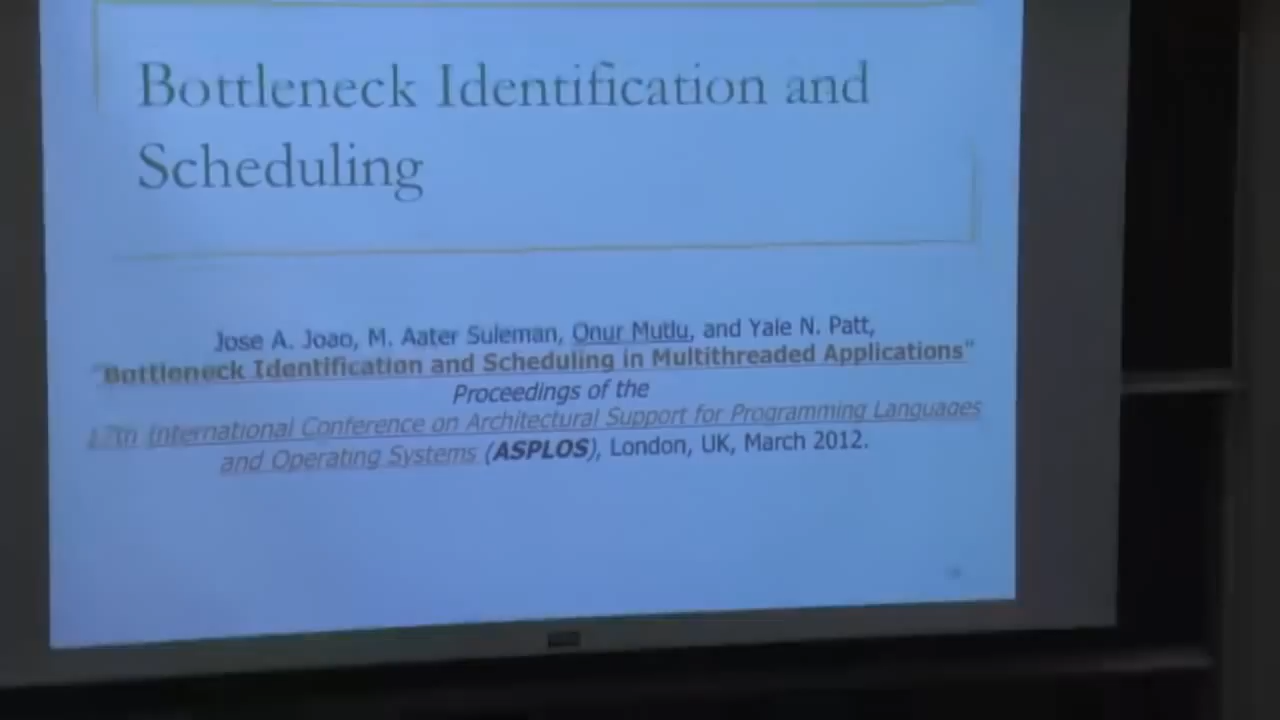 Bottleneck Identification and
Scheduling
Jose A. Joao, M. Aater Suleman, Onur Mutlu, and Yale N. Patt,
"Bottleneck Identification and Scheduling in Multithreaded Applications"
Proceedings of the
17th International Conference on Architectural Support for Programming Languages
and Operating Systems (ASPLOS), London, UK, March 2012.